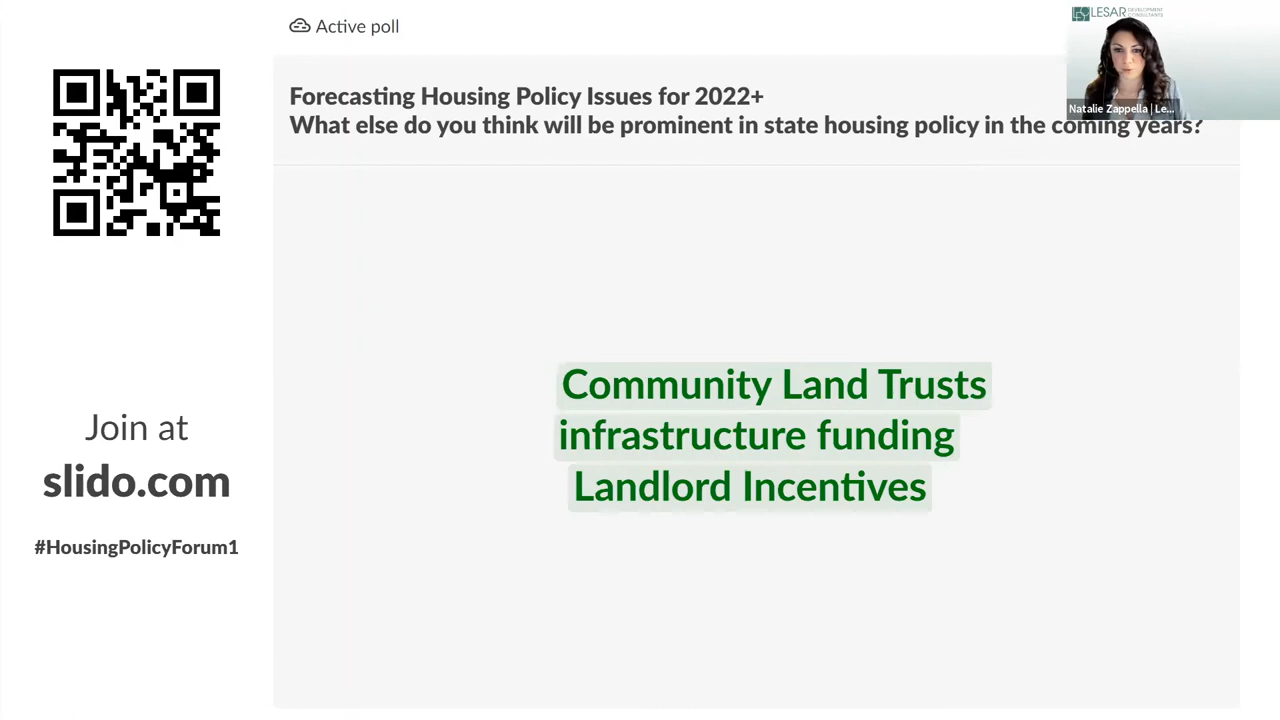 Active poll
LESAR DEVELOPMENT
CONSULTANTS
Natalie Zappella | Le...
Forecasting Housing Policy Issues for 2022+
What else do you think will be prominent in state housing policy in the coming years?
Community Land Trusts
infrastructure funding
Landlord Incentives
Join at
slido.com
#HousingPolicyForum1